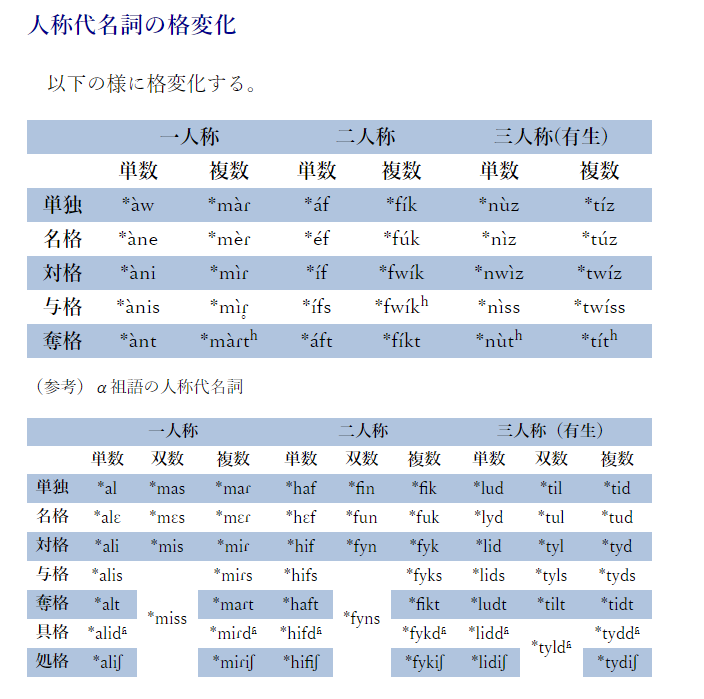 人称代名詞の格変化
以下の様に格変化する。
一人称 二人称 三人称(有生)
単数 複数 単数 複数 単数 複数
単独 *àw *màɾ *áf *fík *nùz *tíz
名格 *àne *mèɾ *éf *fúk *nìz *túz
対格 *àni *mìɾ *íf *fwík *nwìz *twíz
与格 *ànis *mìɾ̥ *ífs *fwíkʰ *nìss *twíss
奪格 *ànt *màɾtʰ *áft *fíkt *nùtʰ *títʰ
（参考） α祖語の人称代名詞
一人称 二人称 三人称（有生）
単数 双数 複数 単数 双数 複数 単数 双数 複数
単独 *al *mas *maɾ *haf *fin *fik *lud *til *tid
名格 *alɛ *mɛs *mɛɾ *hɛf *fun *fuk *lyd *tul *tud
対格 *ali *mis *miɾ *hif *fyn *fyk *lid *tyl *tyd
与格 *alis *miss *miɾs *hifs *fyns *fyks *lids *tyls *tyds
奪格 *alt *maɾt *haft *fikt *ludt *tilt *tidt
具格 *alidʱ *miɾdʱ *hifdʱ *fykdʱ *liddʱ *tyldʱ *tyddʱ
処格 *aliʃ *miɾiʃ *hifiʃ *fykiʃ *lidiʃ *tydiʃ